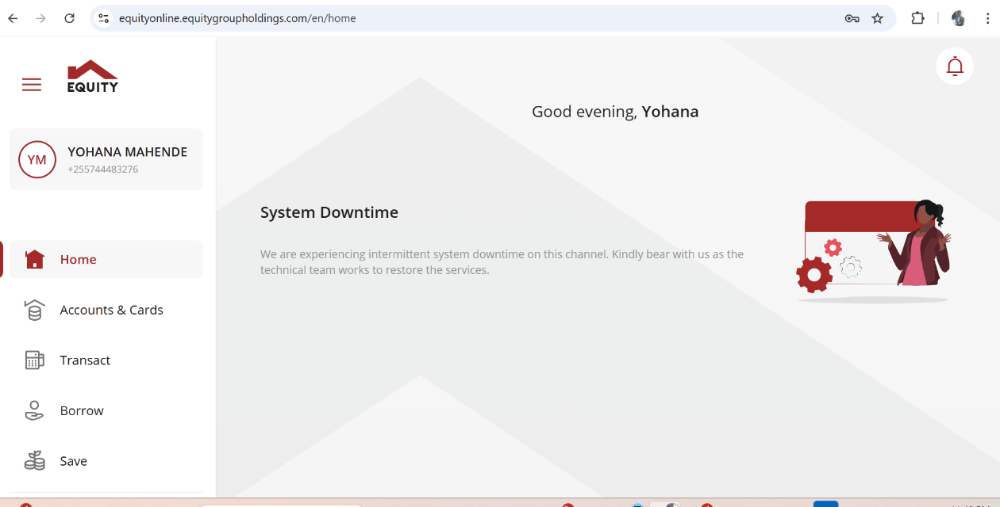 equityonline.equitygroupholdings.com/en/home
EQUITY
YM
YOHANA MAHENDE
+255744483276
Home
Accounts & Cards
Transact
Borrow
Save
Good evening, Yohana
System Downtime
We are experiencing intermittent system downtime on this channel. Kindly bear with us as the
technical team works to restore the services.